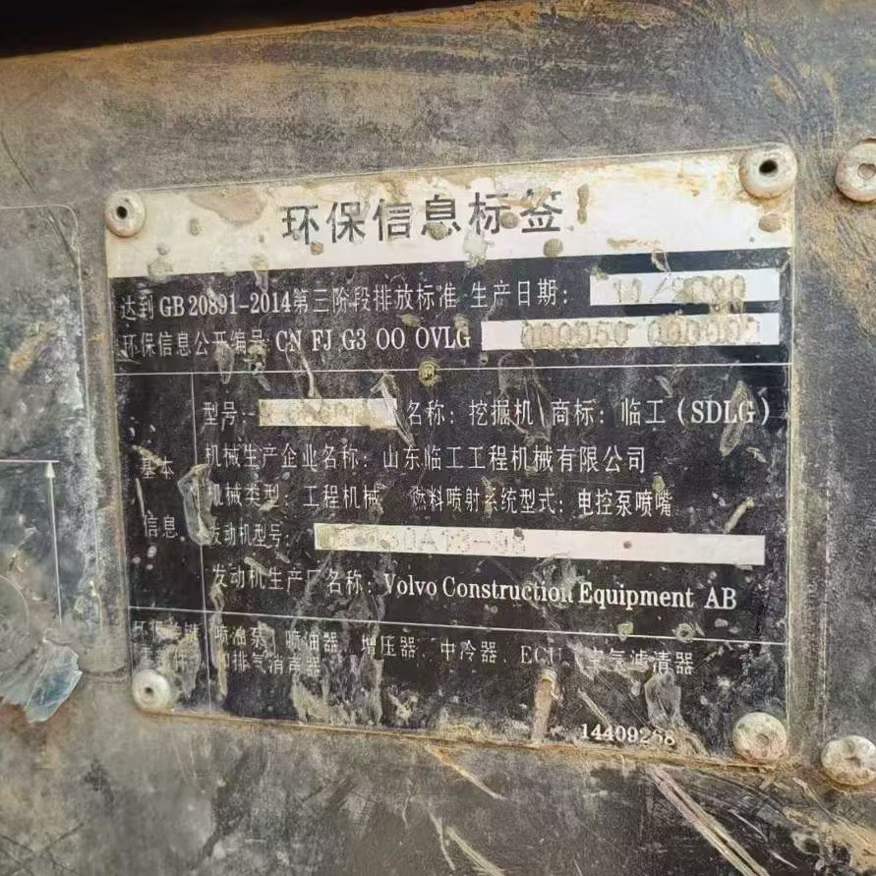 环保信息标签
达到GB 20891-2014第三阶段排放标准 生产日期: 11/2020
环保信息公开编号: CN FJ G3 OO OVLG
型号: 名称: 挖掘机 商标: 临工(SDLG)
基本 机械生产企业名称: 山东临工工程机械有限公司
机械类型: 工程机械 燃料喷射系统型式: 电控泵喷嘴
信息 发动机型号:
发动机生产厂名称: Volvo Construction Equipment AB
喷油泵、喷油器、增压器、中冷器、ECU、空气滤清器
排气消声器